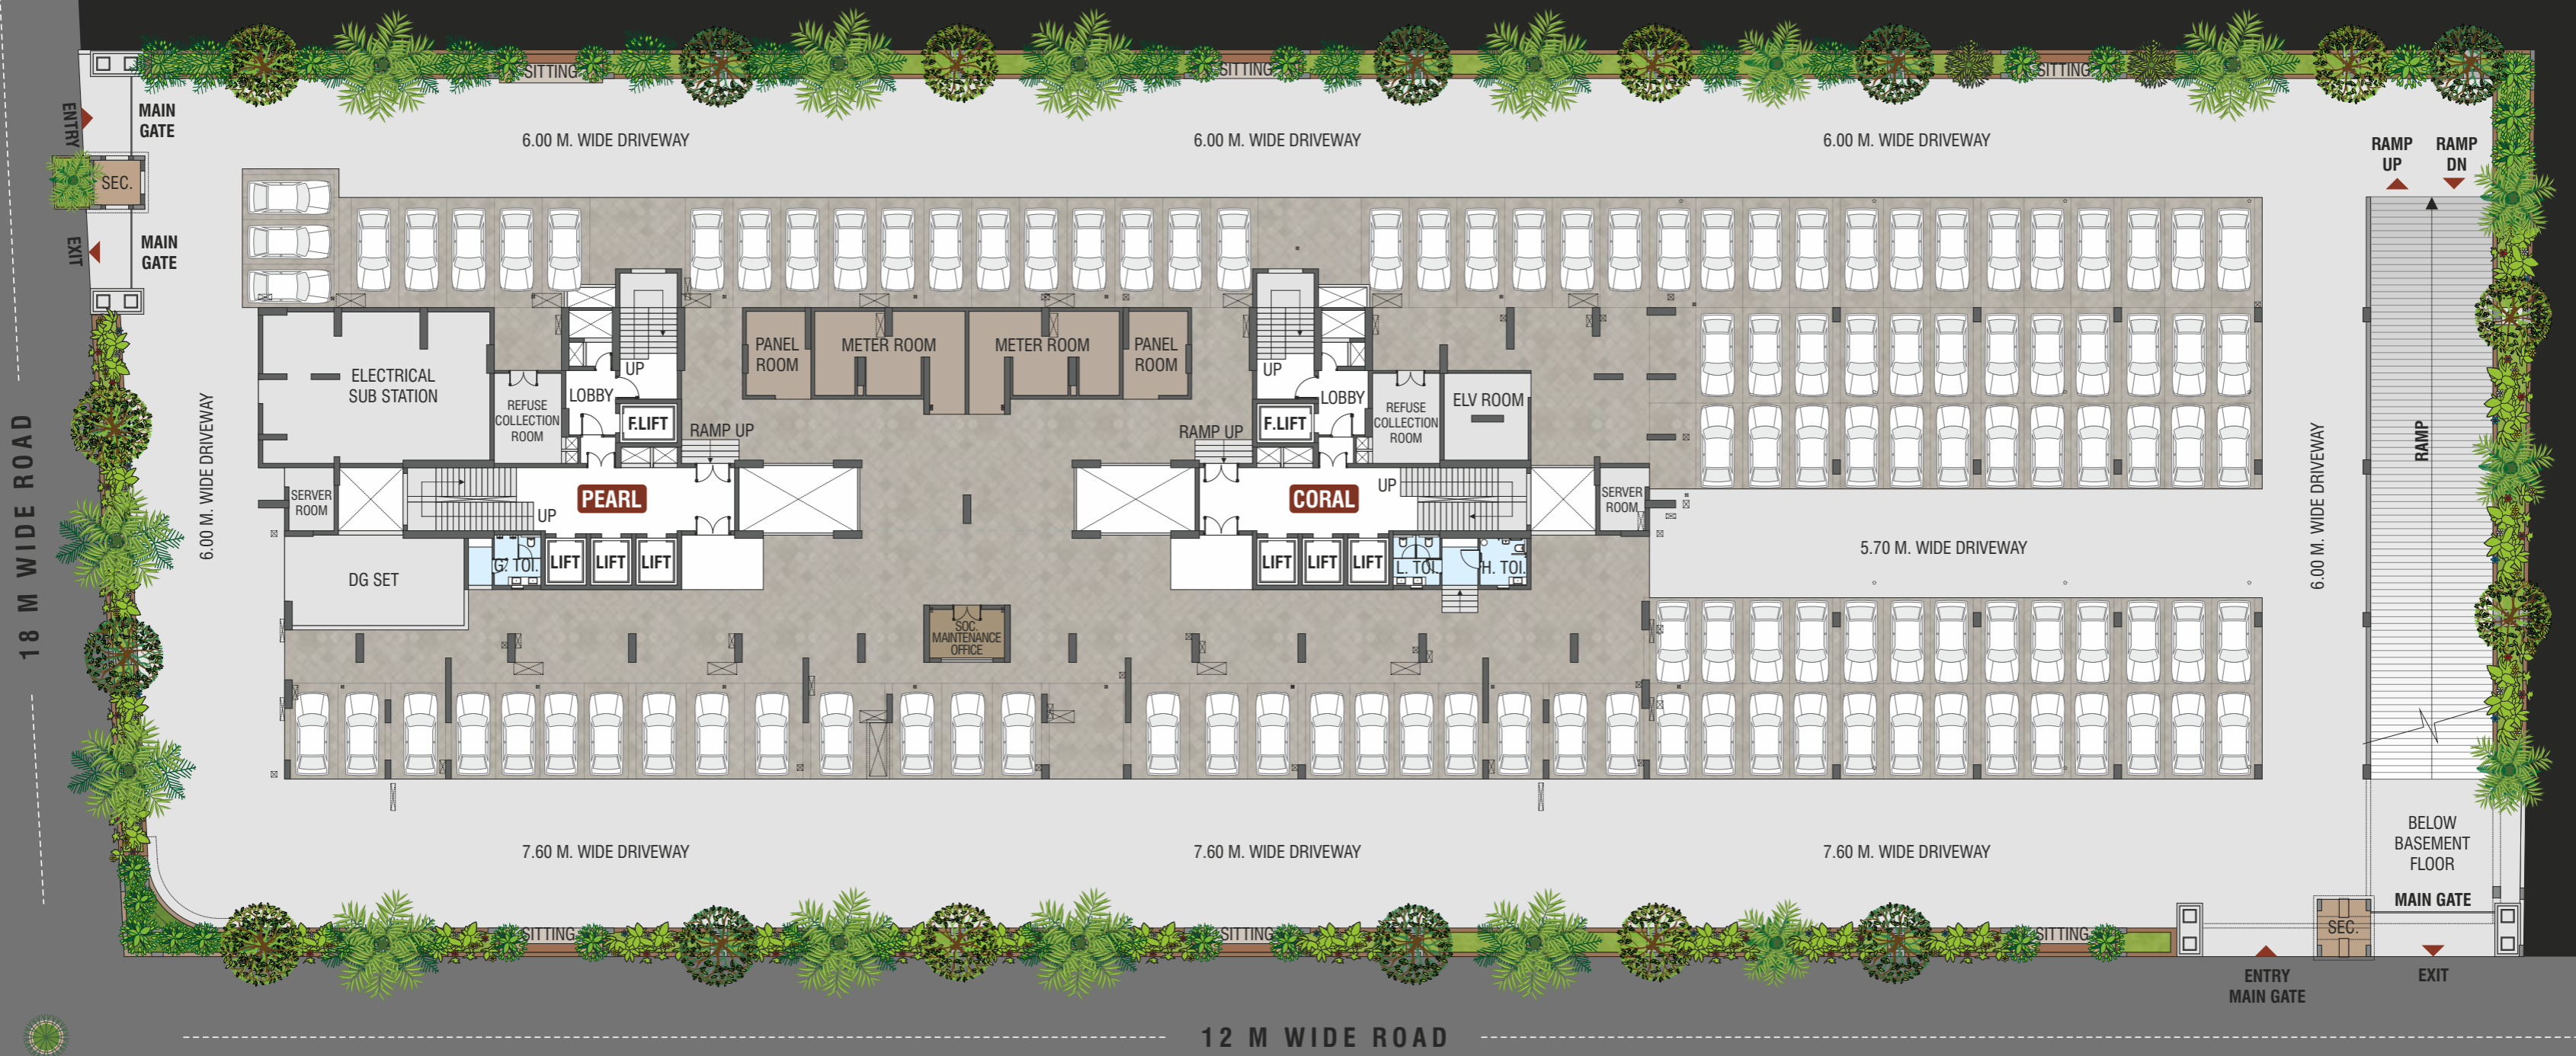 SITTING
SITTING
SITTING
ENTRY
MAIN
GATE
6.00 M. WIDE DRIVEWAY
6.00 M. WIDE DRIVEWAY
6.00 M. WIDE DRIVEWAY
RAMP
UP
RAMP
DN
SEC.
EXIT
MAIN
GATE
18 M WIDE ROAD
6.00 M. WIDE DRIVEWAY
ELECTRICAL
SUB STATION
REFUSE
COLLECTION
ROOM
LOBBY
UP
F.LIFT
PANEL
ROOM
METER ROOM
METER ROOM
PANEL
ROOM
RAMP UP
RAMP UP
UP
F.LIFT
LOBBY
REFUSE
COLLECTION
ROOM
ELV ROOM
SERVER
ROOM
UP
PEARL
CORAL
UP
SERVER
ROOM
5.70 M. WIDE DRIVEWAY
6.00 M. WIDE DRIVEWAY
RAMP
DG SET
G. TOI.
LIFT
LIFT
LIFT
LIFT
LIFT
LIFT
L. TOI.
H. TOI.
SOC.
MAINTENANCE
OFFICE
7.60 M. WIDE DRIVEWAY
7.60 M. WIDE DRIVEWAY
7.60 M. WIDE DRIVEWAY
BELOW
BASEMENT
FLOOR
MAIN GATE
SITTING
SITTING
SITTING
SEC.
ENTRY
MAIN GATE
EXIT
12 M WIDE ROAD